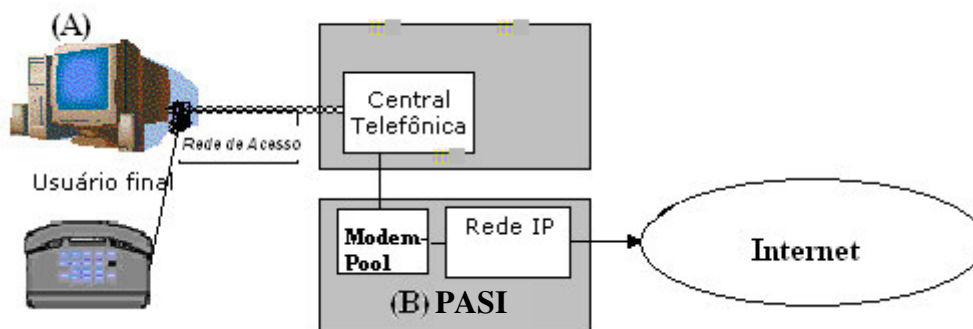 (A)
Central
Telefônica
Rede de Acesso
Usuário final
Modem-
Pool
Rede IP
Internet
(B) PASI